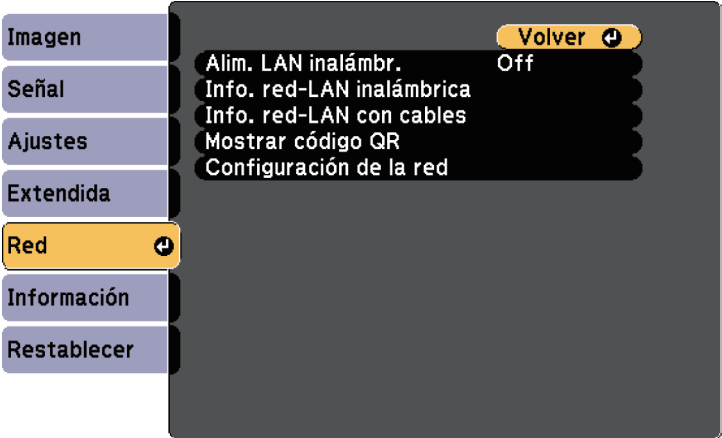 Imagen
Señal
Ajustes
Extendida
Red
Información
Restablecer
Volver
Alim. LAN inalámbr. Off
Info. red-LAN inalámbrica
Info. red-LAN con cables
Mostrar código QR
Configuración de la red